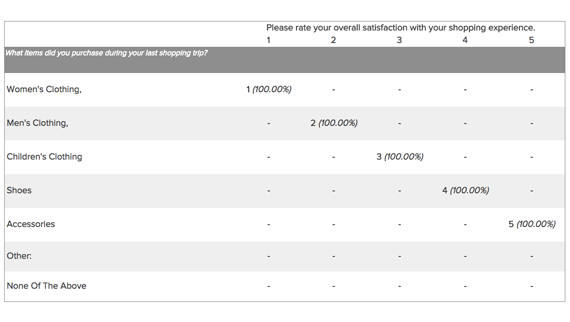 Please rate your overall satisfaction with your shopping experience.
1 2 3 4 5
What items did you purchase during your last shopping trip?
Women's Clothing, 1 (100.00%) - - - -
Men's Clothing, - 2 (100.00%) - - -
Children's Clothing - - 3 (100.00%) - -
Shoes - - - 4 (100.00%) -
Accessories - - - - 5 (100.00%)
Other: - - - - -
None Of The Above - - - - -